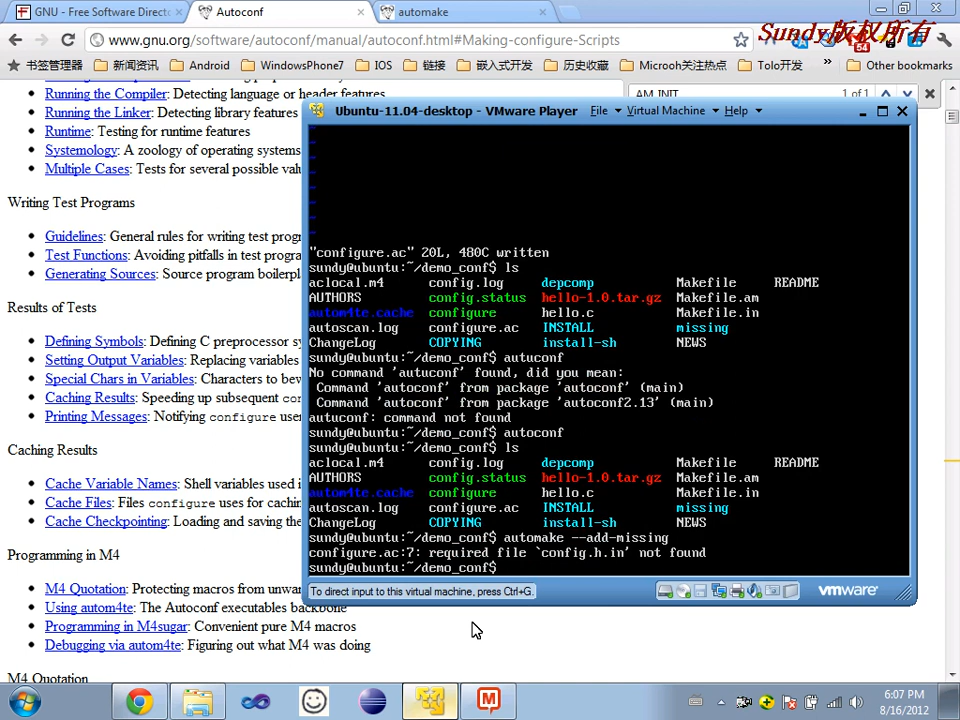 GNU - Free Software Direct
Autoconf
automake
Sundy版权所有
www.gnu.org/software/autoconf/manual/autoconf.html#Making-configure-Scripts
54
书签管理器
新闻资讯
Android
WindowsPhone7
IOS
链接
嵌入式开发
历史收藏
Microoh关注热点
Tolo开发
»
Other bookmarks
AM_INIT
1 of 1
Running the Compiler: Detecting language or header features
Running the Linker: Detecting library features
Runtime: Testing for runtime features
Systemology: A zoology of operating systems
Multiple Cases: Tests for several possible val
Writing Test Programs
Guidelines: General rules for writing test prog
Test Functions: Avoiding pitfalls in test progra
Generating Sources: Source program boilerpl
Results of Tests
Defining Symbols: Defining C preprocessor sy
Setting Output Variables: Replacing variables
Special Chars in Variables: Characters to bew
Caching Results: Speeding up subsequent con
Printing Messages: Notifying configure use
Caching Results
Cache Variable Names: Shell variables used i
Cache Files: Files configure uses for cachin
Cache Checkpointing: Loading and saving the
Programming in M4
M4 Quotation: Protecting macros from unwa
Using autom4te: The Autoconf executables backbone
Programming in M4sugar: Convenient pure M4 macros
Debugging via autom4te: Figuring out what M4 was doing
M4 Quotation
Ubuntu-11.04-desktop - VMware Player
File
Virtual Machine
Help
~
~
~
~
~
~
~
~
"configure.ac" 20L, 480C written
sundy@ubuntu:~/demo_conf$ ls
aclocal.m4 config.log depcomp Makefile README
AUTHORS config.status hello-1.0.tar.gz Makefile.am
autom4te.cache configure hello.c Makefile.in
autoscan.log configure.ac INSTALL missing
ChangeLog COPYING install-sh NEWS
sundy@ubuntu:~/demo_conf$ autuconf
No command 'autuconf' found, did you mean:
Command 'autoconf' from package 'autoconf' (main)
Command 'autoconf' from package 'autoconf2.13' (main)
autuconf: command not found
sundy@ubuntu:~/demo_conf$ autoconf
sundy@ubuntu:~/demo_conf$ ls
aclocal.m4 config.log depcomp Makefile README
AUTHORS config.status hello-1.0.tar.gz Makefile.am
autom4te.cache configure hello.c Makefile.in
autoscan.log configure.ac INSTALL missing
ChangeLog COPYING install-sh NEWS
sundy@ubuntu:~/demo_conf$ automake --add-missing
configure.ac:7: required file `config.h.in' not found
sundy@ubuntu:~/demo_conf$
To direct input to this virtual machine, press Ctrl+G.
vmware
6:07 PM
8/16/2012